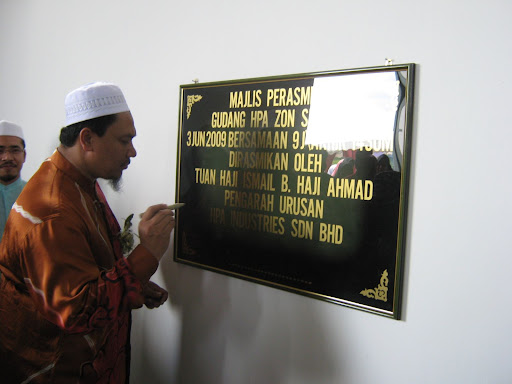 MAJLIS
GUDANG HPA ZON
3 JUN 2009 BERSAMAAN 9
DIRASMIKAN OLEH
TUAN HAJI ISMAIL B. HAJI AHMAD
PENGARAH URUSAN
HPA INDUSTRIES SDN BHD